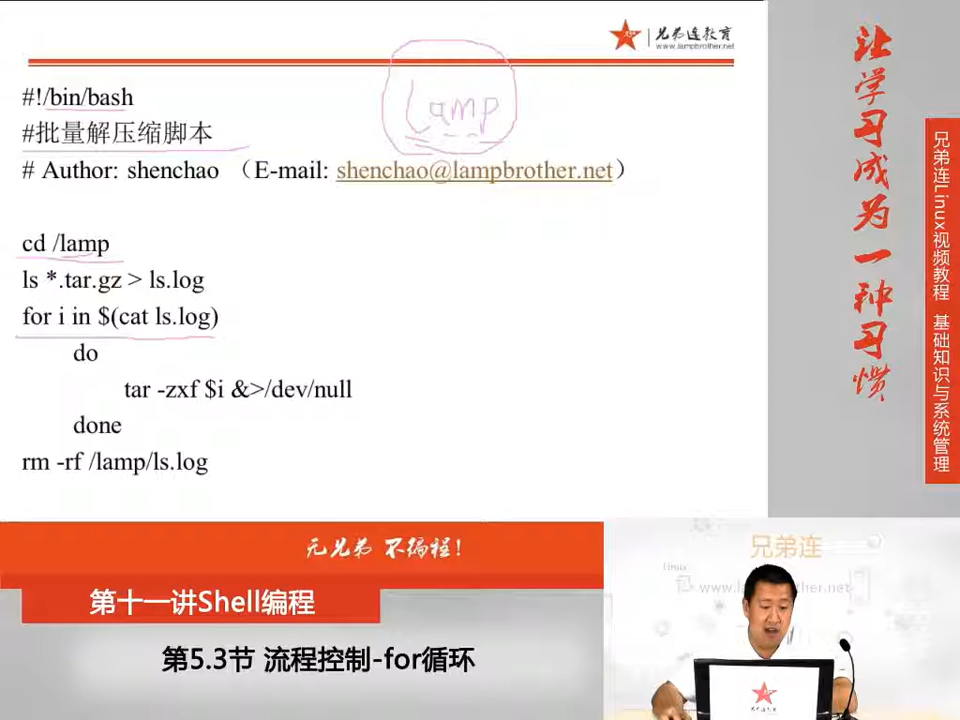 兄弟连教育
www.lampbrother.net
#!/bin/bash
#批量解压缩脚本
# Author: shenchao （E-mail: shenchao@lampbrother.net）
Lamp
cd /lamp
ls *.tar.gz > ls.log
for i in $(cat ls.log)
do
tar -zxf $i &>/dev/null
done
rm -rf /lamp/ls.log
让学习成为一种习惯
兄弟连Linux视频教程 基础知识与系统管理
无兄弟 不编程！
第十一讲Shell编程
第5.3节 流程控制-for循环
兄弟连
Linux